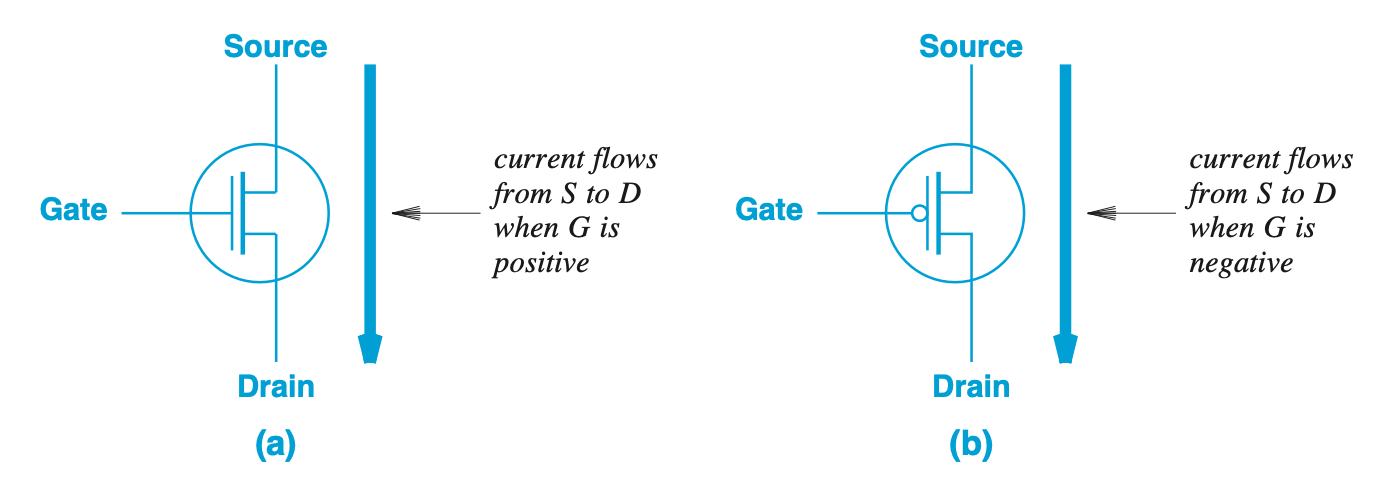 Source
Gate
current flows
from S to D
when G is
positive
Drain
(a)
Source
Gate
current flows
from S to D
when G is
negative
Drain
(b)